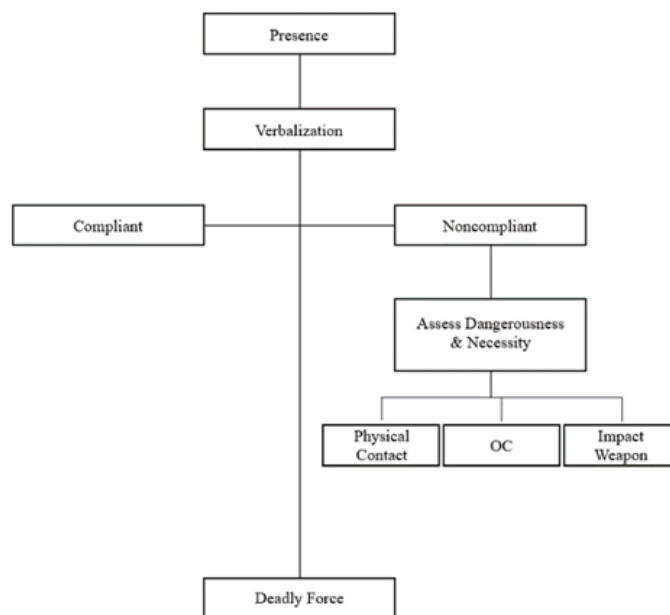 Presence
Verbalization
Compliant
Noncompliant
Assess Dangerousness
& Necessity
Physical
Contact
OC
Impact
Weapon
Deadly Force